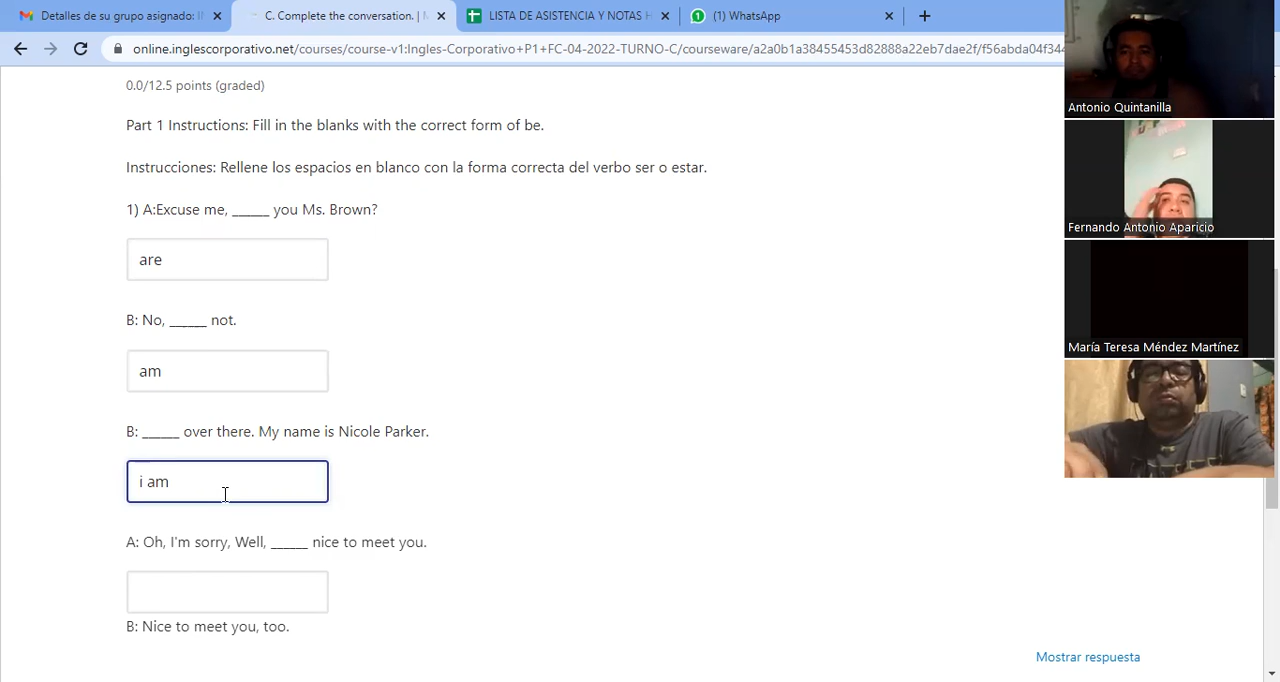 Detalles de su grupo asignado: I
C. Complete the conversation. |
LISTA DE ASISTENCIA Y NOTAS
(1) WhatsApp
online.inglescorporativo.net/courses/course-v1:Ingles-Corporativo+P1+FC-04-2022-TURNO-C/courseware/a2a0b1a38455453d82888a22eb7dae2f/f56abda04f344
0.0/12.5 points (graded)
Part 1 Instructions: Fill in the blanks with the correct form of be.
Instrucciones: Rellene los espacios en blanco con la forma correcta del verbo ser o estar.
1) A:Excuse me, ______ you Ms. Brown?
are
B: No, ______ not.
am
B: ______ over there. My name is Nicole Parker.
i am
A: Oh, I'm sorry, Well, ______ nice to meet you.
B: Nice to meet you, too.
Mostrar respuesta
Antonio Quintanilla
Fernando Antonio Aparicio
María Teresa Méndez Martínez